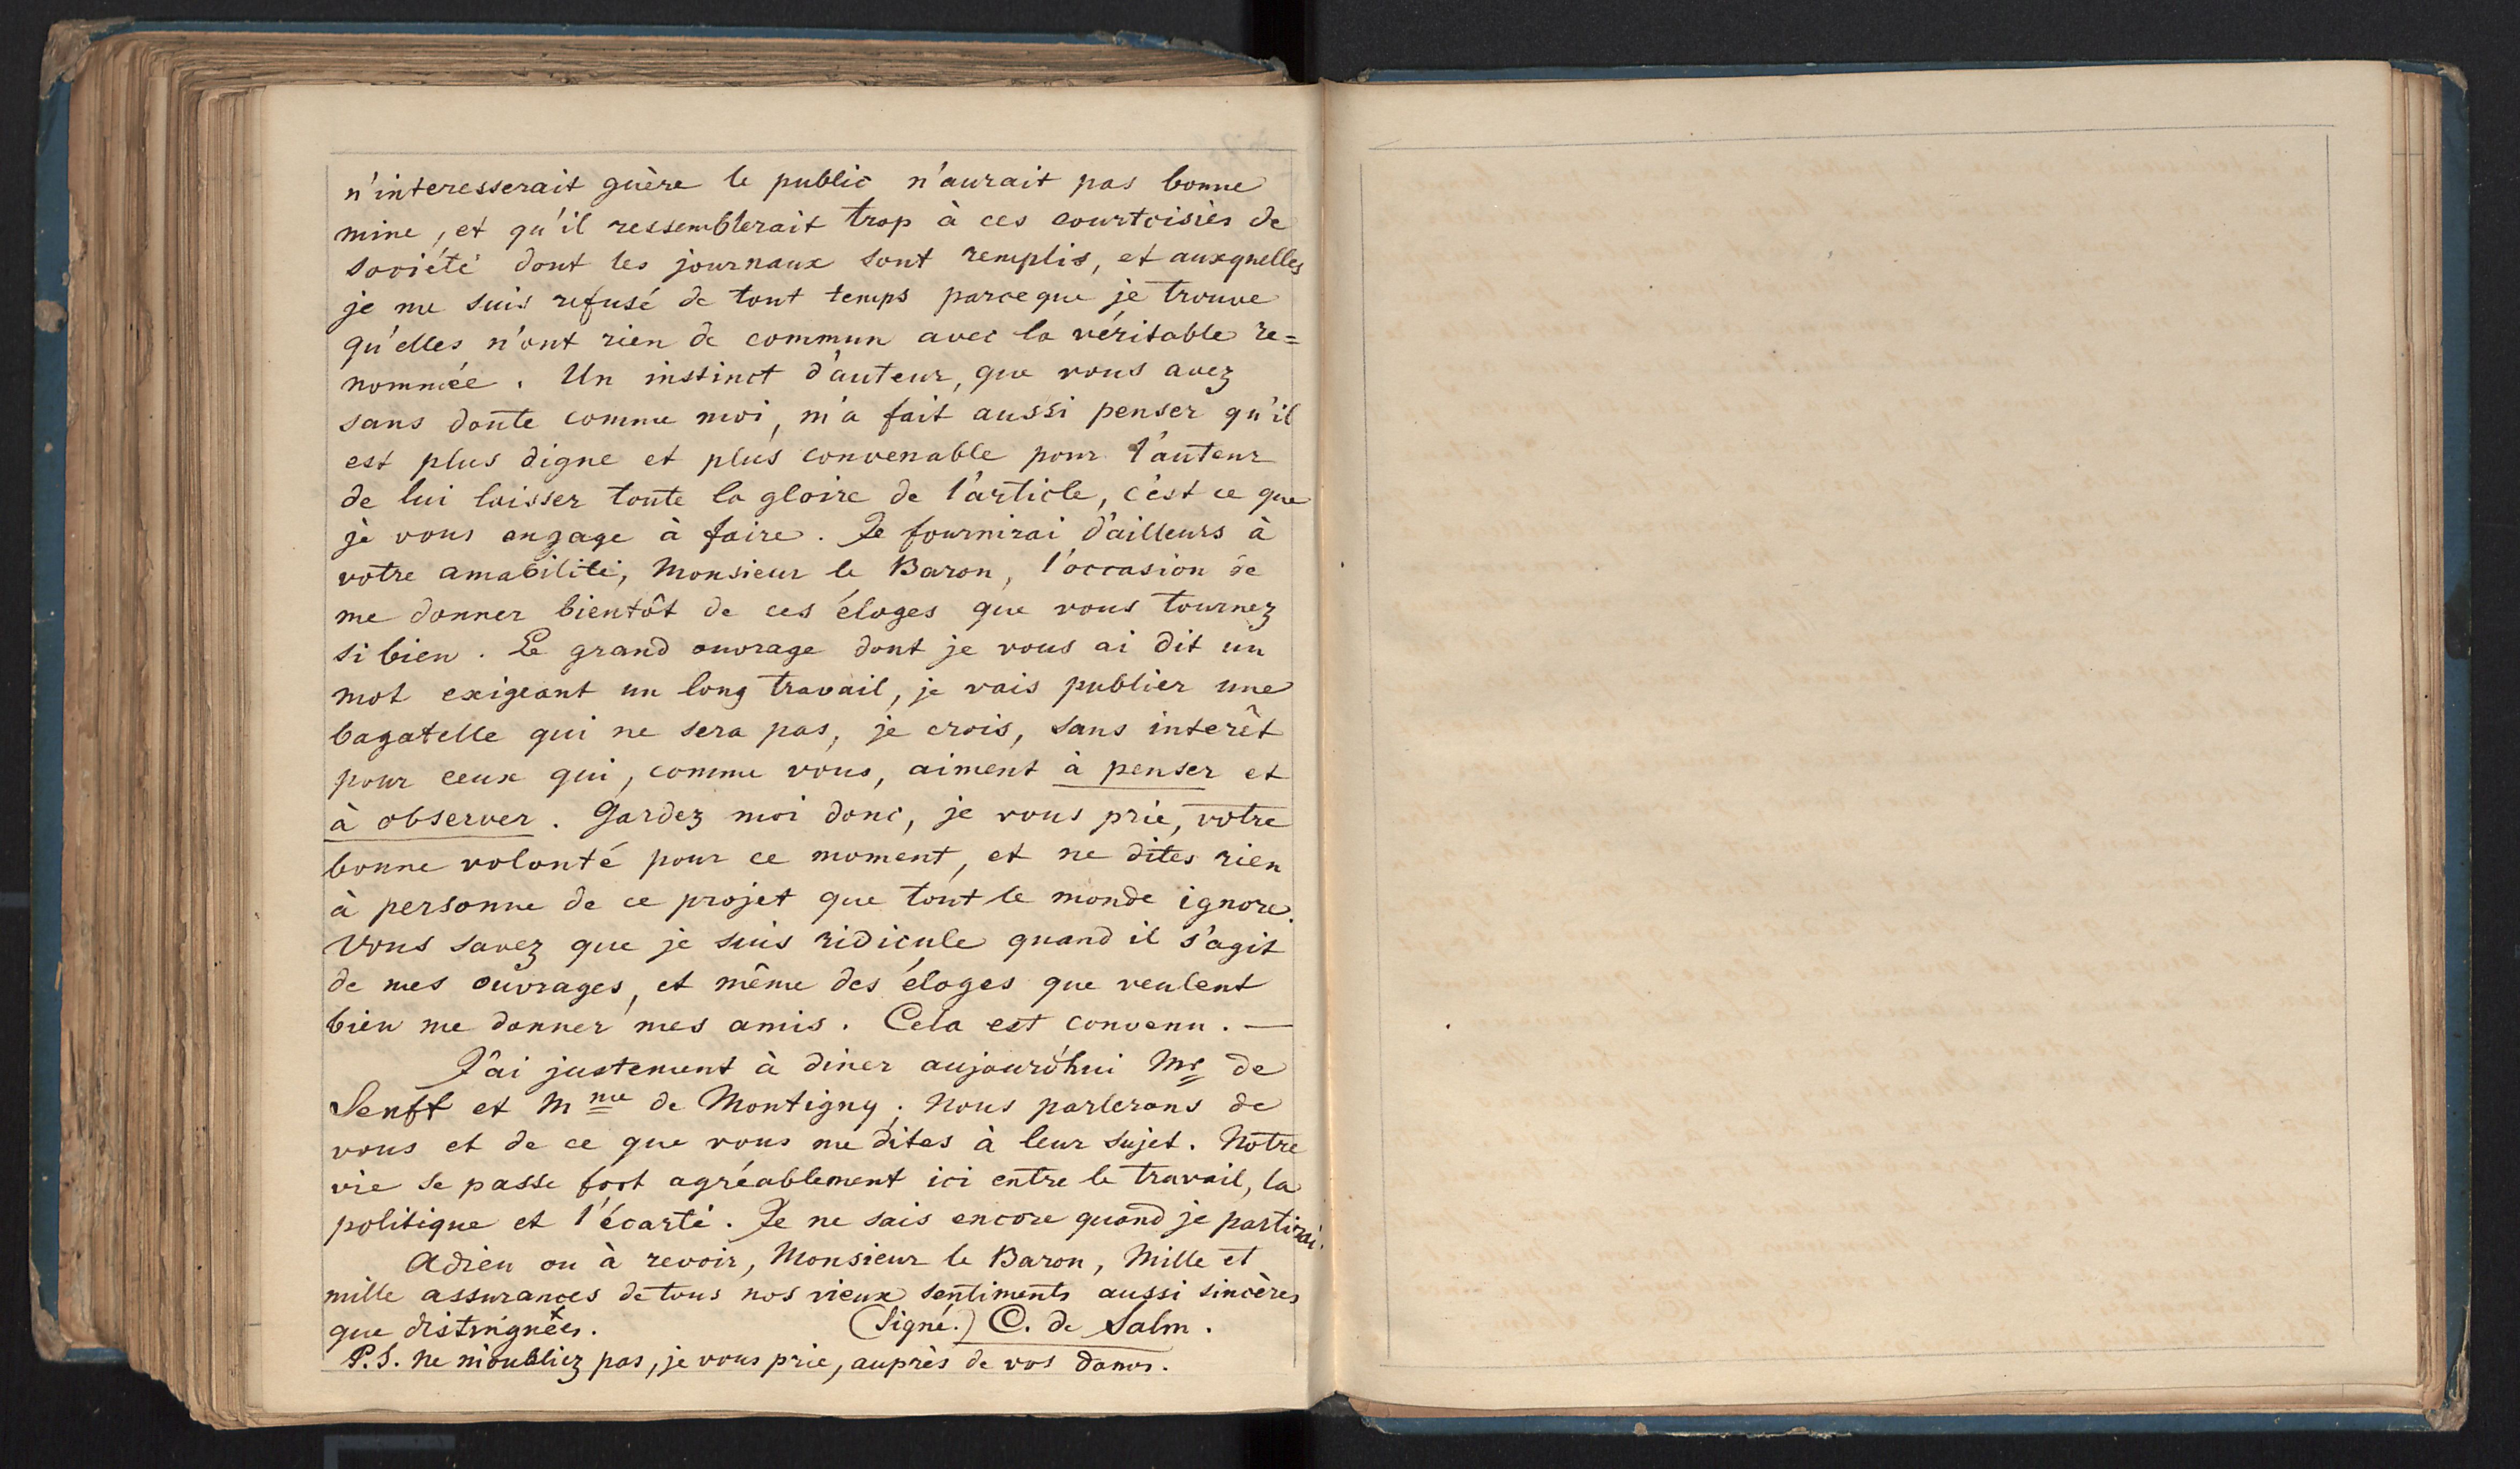 n'interesserait guère le public n'aurait pas bonne
mine, et qu'il ressemblerait trop à ces courtoisies de
société dont les journaux sont remplis, et auxquelles
je me suis refusé de tout temps parceque je trouve
qu'elles n'ont rien de commun avec la véritable re=
nommée. Un instinct d'auteur, que vous avez
sans doute comme moi, m'a fait aussi penser qu'il
est plus digne et plus convenable pour l'auteur
de lui laisser toute la gloire de l'article, c'est ce que
je vous engage à faire. Je fournirai d'ailleurs à
votre amabilité, Monsieur le Baron, l'occasion de
me donner bientôt de ces éloges que vous tournez
si bien. Le grand ouvrage dont je vous ai dit un
mot exigeant un long travail, je vais publier une
bagatelle qui ne sera pas, je crois, sans interêt
pour ceux qui, comme vous, aiment à penser et
à observer. Gardez moi donc, je vous prie, votre
bonne volonté pour ce moment, et ne dites rien
à personne de ce projet que tout le monde ignore.
Vous savez que je suis ridicule quand il s'agit
de mes ouvrages, et même des éloges que veulent
bien me donner mes amis. Cela est convenu. —
J'ai justement à diner aujourd'hui Mr de
Senft et Mme de Montigny; nous parlerons de
vous et de ce que vous me dites à leur sujet. Notre
vie se passe fort agréablement ici entre le travail, la
politique et l'écarté. Je ne sais encore quand je partirai.
Adieu ou à revoir, Monsieur le Baron, Mille et
mille assurances de tous nos vieux sentiments aussi sincères
que distingués.   (Signé.) C. de Salm.
P.S. ne m'oubliez pas, je vous prie, auprès de vos dames.